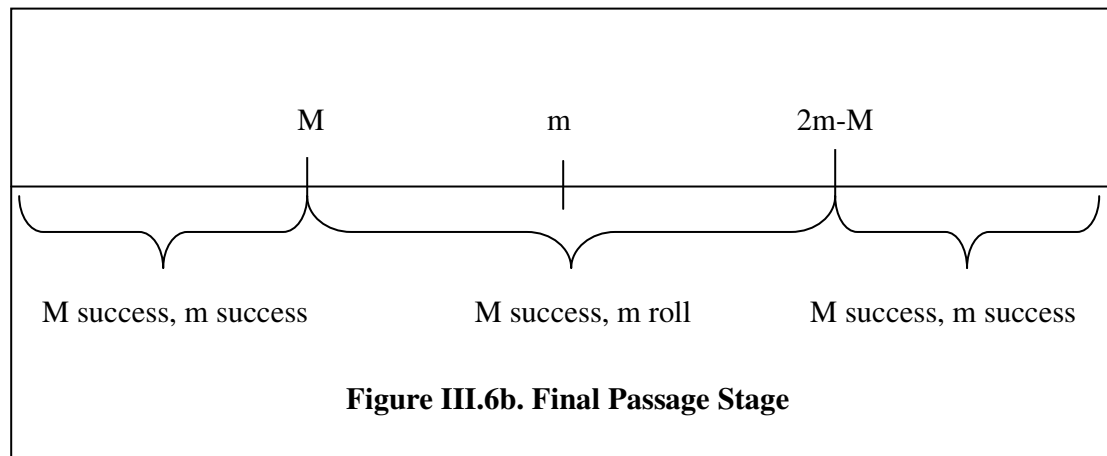 M m 2m-M
M success, m success M success, m roll M success, m success
Figure III.6b. Final Passage Stage